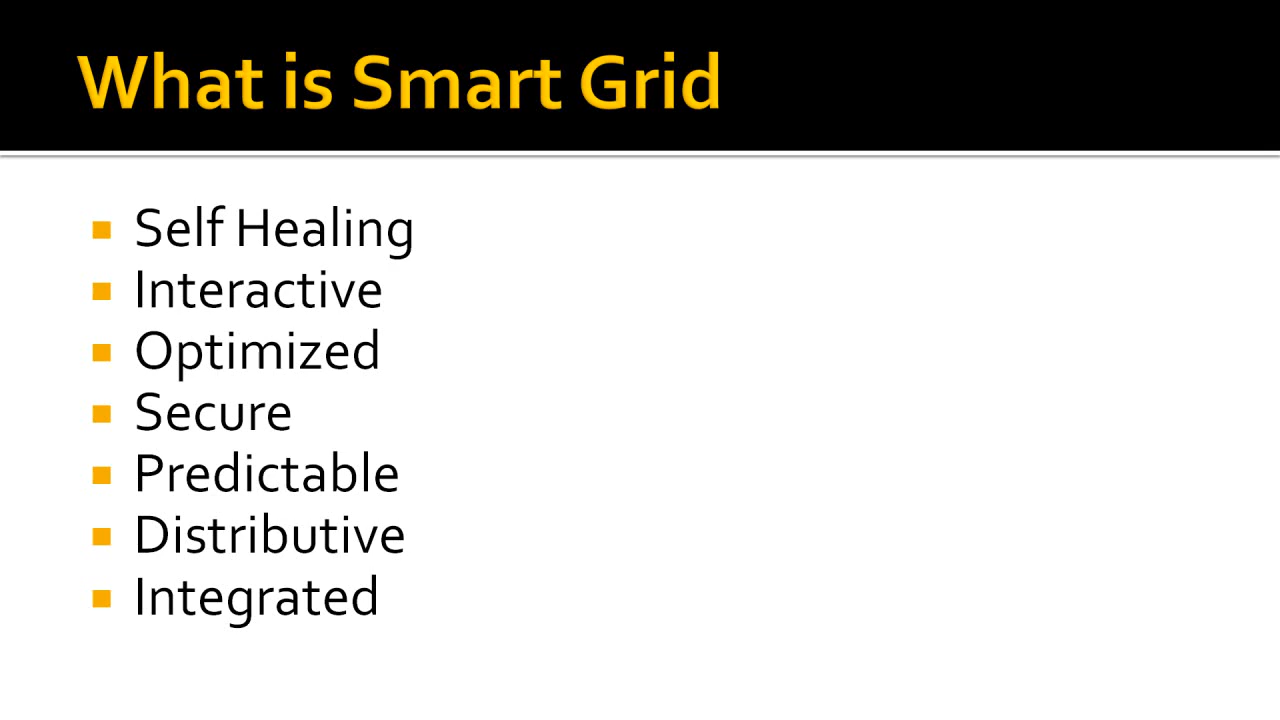 What is Smart Grid
Self Healing
Interactive
Optimized
Secure
Predictable
Distributive
Integrated